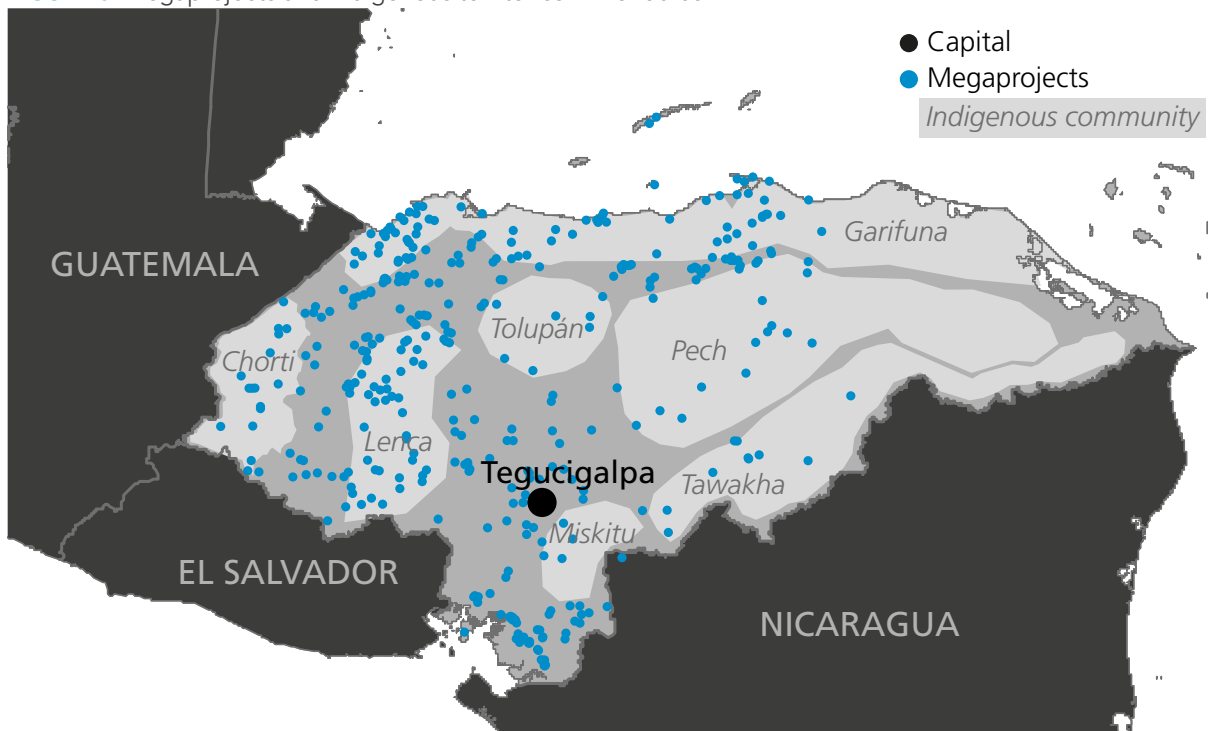 Capital
Megaprojects
Indigenous community
GUATEMALA
Garifuna
Tolupán
Pech
Chorti
Lenca
Tegucigalpa
Tawakha
Miskitu
EL SALVADOR
NICARAGUA